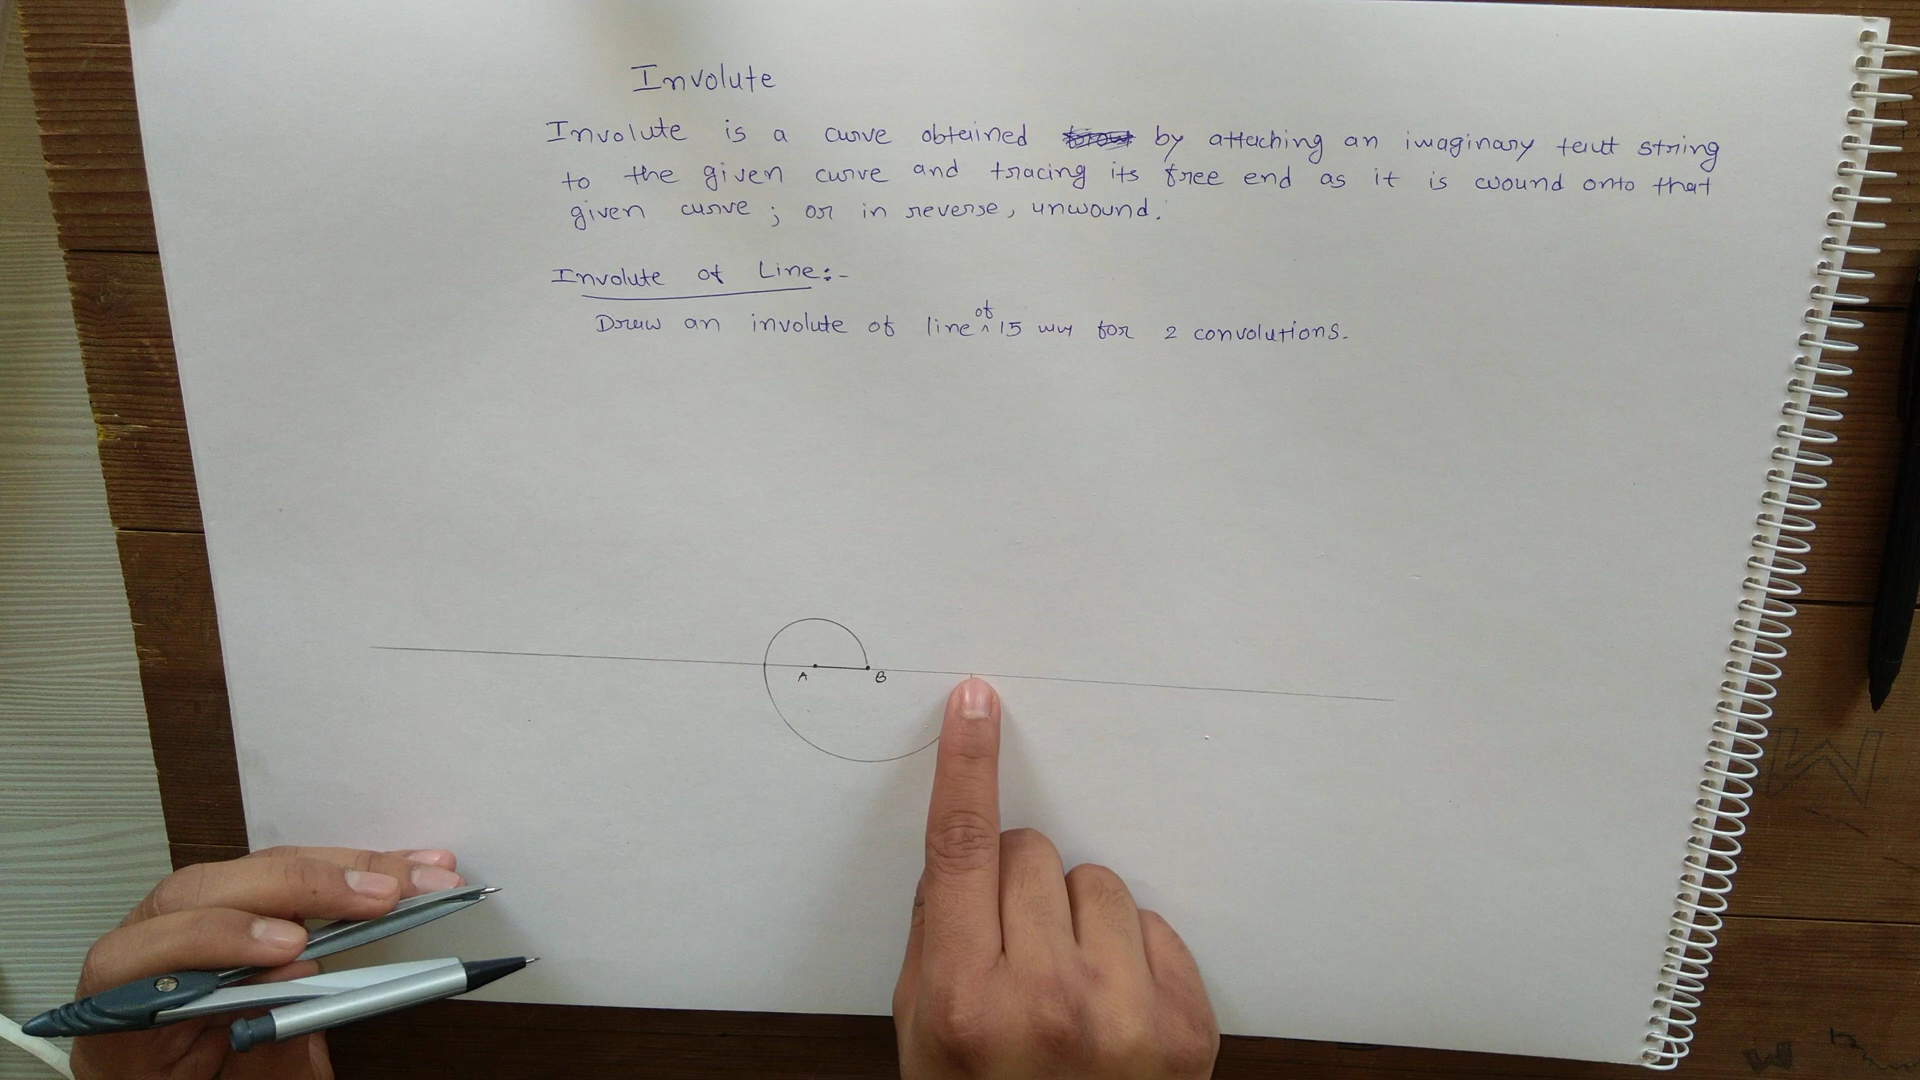 Involute
Involute is a curve obtained by attaching an imaginary taut string
to the given curve and tracing its free end as it is wound onto that
given curve ; or in reverse, unwound.
Involute of Line:-
Draw an involute of line ^of 15 mm for 2 convolutions.
A B